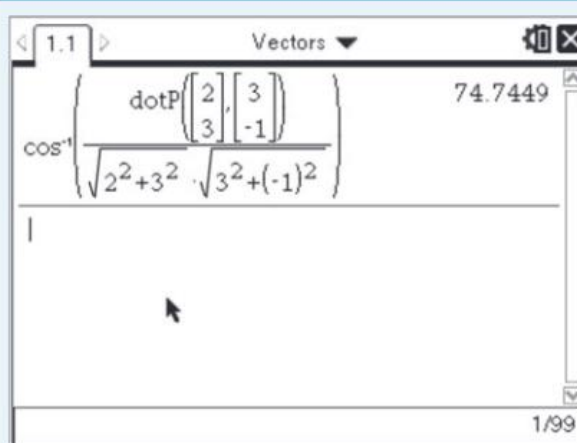 1.1 Vectors
cos⁻¹(dotP([2 3],[3 -1])/(√2²+3² ·√3²+(-1)²)) 74.7449
1/99